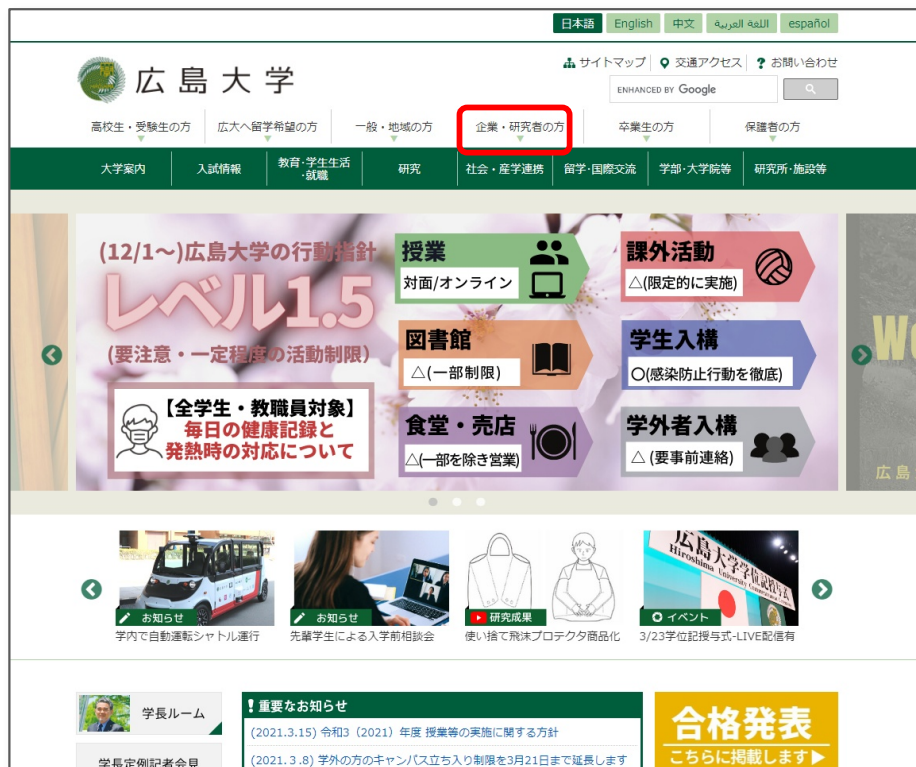 日本語 English 中文 اللغة العربية español
サイトマップ 交通アクセス ? お問い合わせ
広島大学
ENHANCED BY Google
高校生・受験生の方 広大へ留学希望の方 一般・地域の方 企業・研究者の方 卒業生の方 保護者の方
大学案内 入試情報 教育・学生生活・就職 研究 社会・産学連携 留学・国際交流 学部・大学院等 研究所・施設等
(12/1～)広島大学の行動指針
レベル1.5
(要注意・一定程度の活動制限)
【全学生・教職員対象】
毎日の健康記録と
発熱時の対応について
授業
対面/オンライン
課外活動
△(限定的に実施)
図書館
△(一部制限)
学生入構
○(感染防止行動を徹底)
食堂・売店
△(一部を除き営業)
学外者入構
△(要事前連絡)
広島
お知らせ
学内で自動運転シャトル運行
お知らせ
先輩学生による入学前相談会
研究成果
使い捨て飛沫プロテクタ商品化
広島大学学位記授与式
Hiroshima University
イベント
3/23学位記授与式-LIVE配信有
学長ルーム
学長定例記者会見
重要なお知らせ
(2021.3.15) 令和3（2021）年度 授業等の実施に関する方針
(2021.3.8) 学外の方のキャンパス立ち入り制限を3月21日まで延長します
合格発表
こちらに掲載します▶